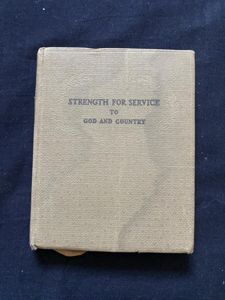 STRENGTH FOR SERVICE
TO
GOD AND COUNTRY